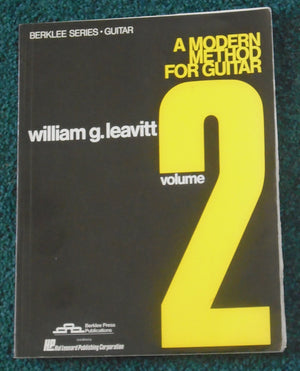 BERKLEE SERIES • GUITAR
A MODERN
METHOD
FOR GUITAR
william g. leavitt
volume
2
Berklee Press
Publications
Hal Leonard Publishing Corporation